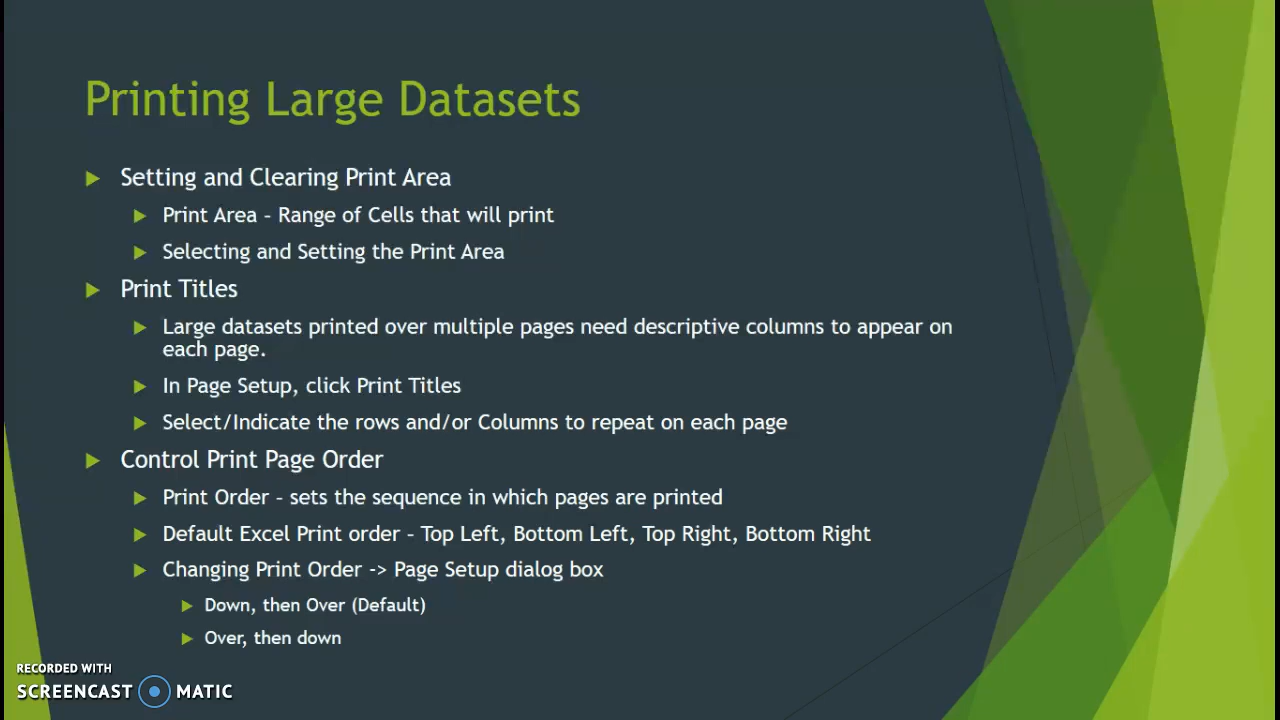 Printing Large Datasets
Setting and Clearing Print Area
Print Area - Range of Cells that will print
Selecting and Setting the Print Area
Print Titles
Large datasets printed over multiple pages need descriptive columns to appear on
each page.
In Page Setup, click Print Titles
Select/Indicate the rows and/or Columns to repeat on each page
Control Print Page Order
Print Order - sets the sequence in which pages are printed
Default Excel Print order - Top Left, Bottom Left, Top Right, Bottom Right
Changing Print Order -> Page Setup dialog box
Down, then Over (Default)
Over, then down
RECORDED WITH
SCREENCAST MATIC